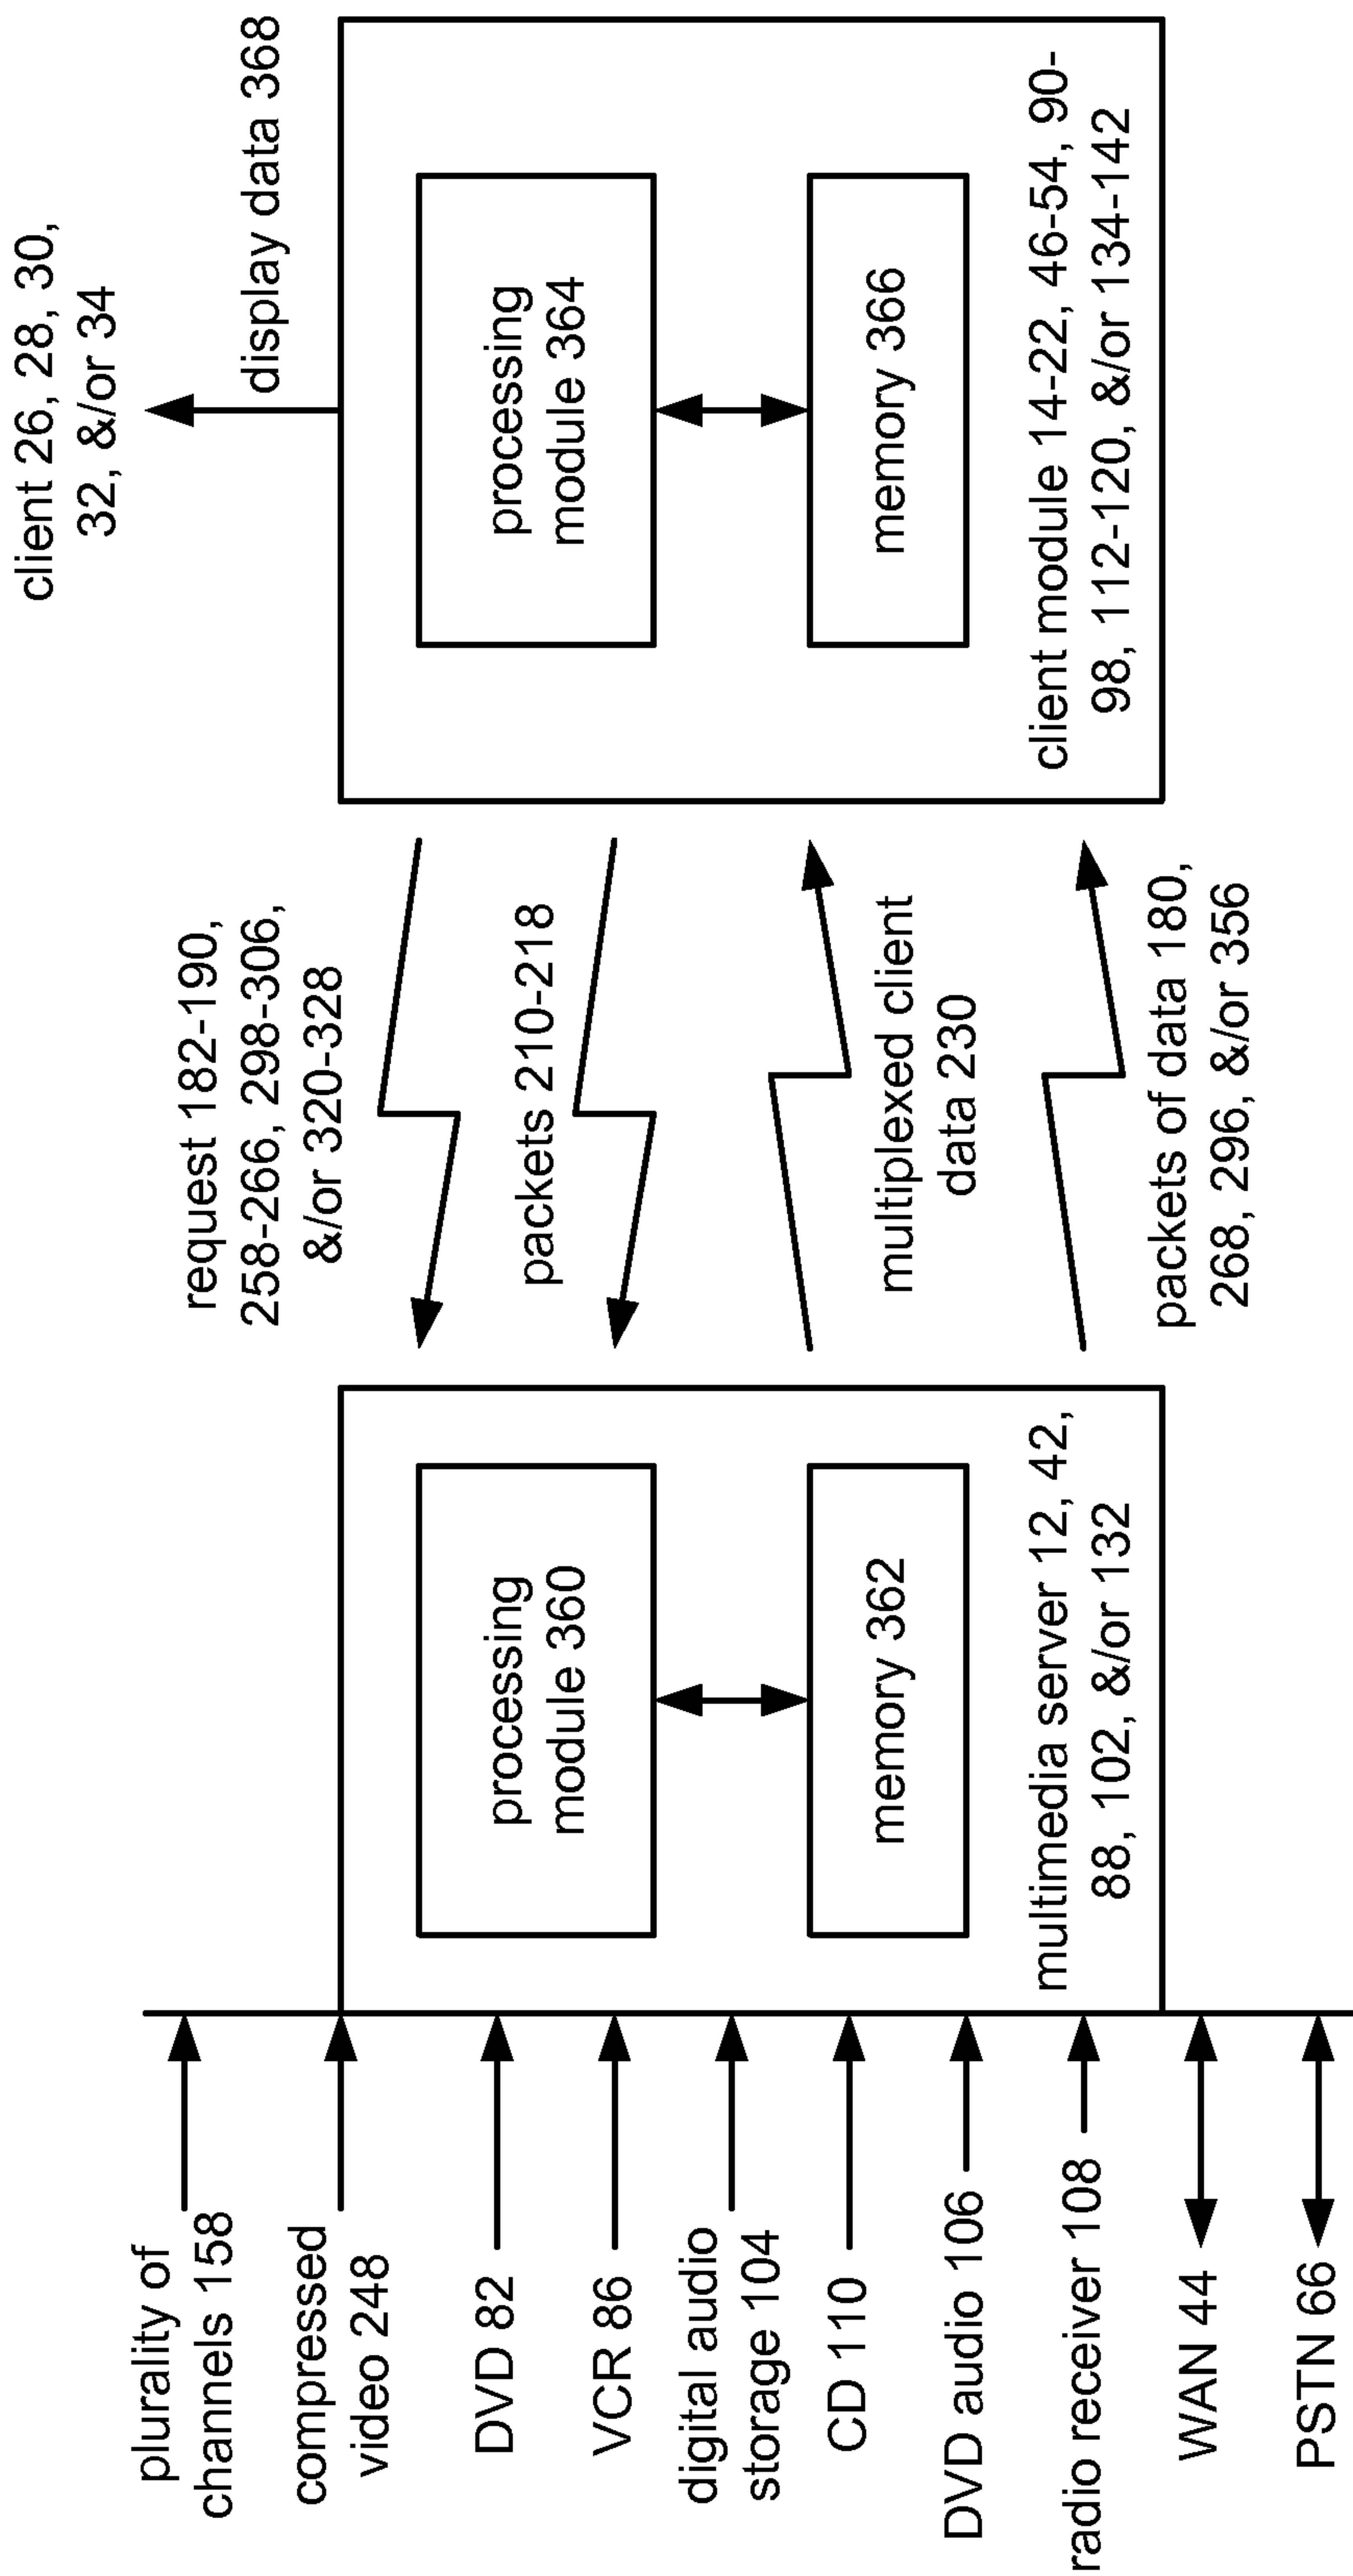 plurality of
channels 158
compressed
video 248
DVD 82
VCR 86
digital audio
storage 104
CD 110
DVD audio 106
radio receiver 108
WAN 44
PSTN 66
processing
module 360
memory 362
multimedia server 12, 42,
88, 102, &/or 132
request 182-190,
258-266, 298-306,
&/or 320-328
packets 210-218
multiplexed client
data 230
packets of data 180,
268, 296, &/or 356
client 26, 28, 30,
32, &/or 34
display data 368
processing
module 364
memory 366
client module 14-22, 46-54, 90-
98, 112-120, &/or 134-142